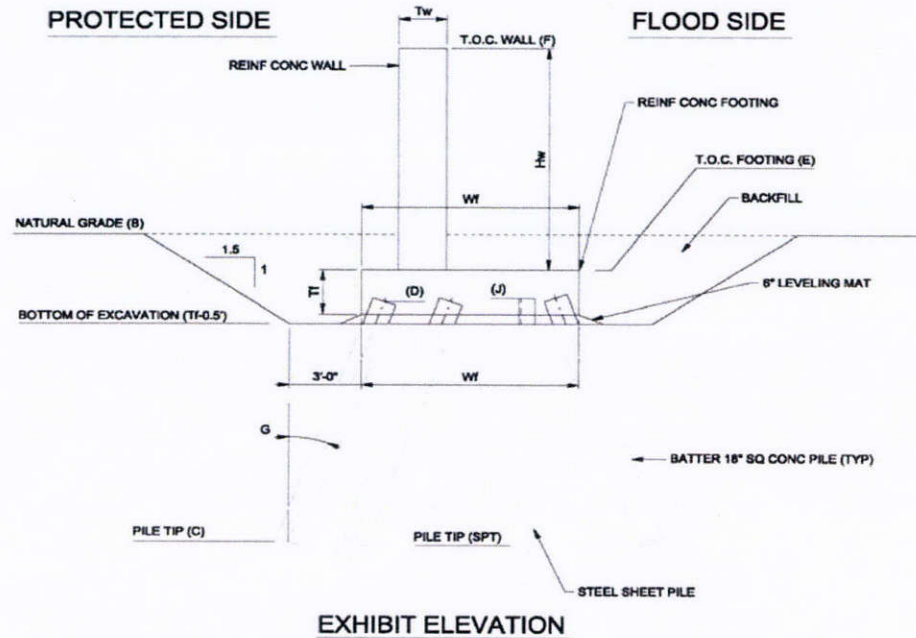 PROTECTED SIDE
Tw
FLOOD SIDE
T.O.C. WALL (F)
REINF CONC WALL
REINF CONC FOOTING
Hw
T.O.C. FOOTING (E)
Wf
BACKFILL
NATURAL GRADE (B)
1.5
1
Tf
(D)
(J)
6" LEVELING MAT
BOTTOM OF EXCAVATION (Tf-0.5')
3'-0"
Wf
G
BATTER 18" SQ CONC PILE (TYP)
PILE TIP (C)
PILE TIP (SPT)
STEEL SHEET PILE
EXHIBIT ELEVATION